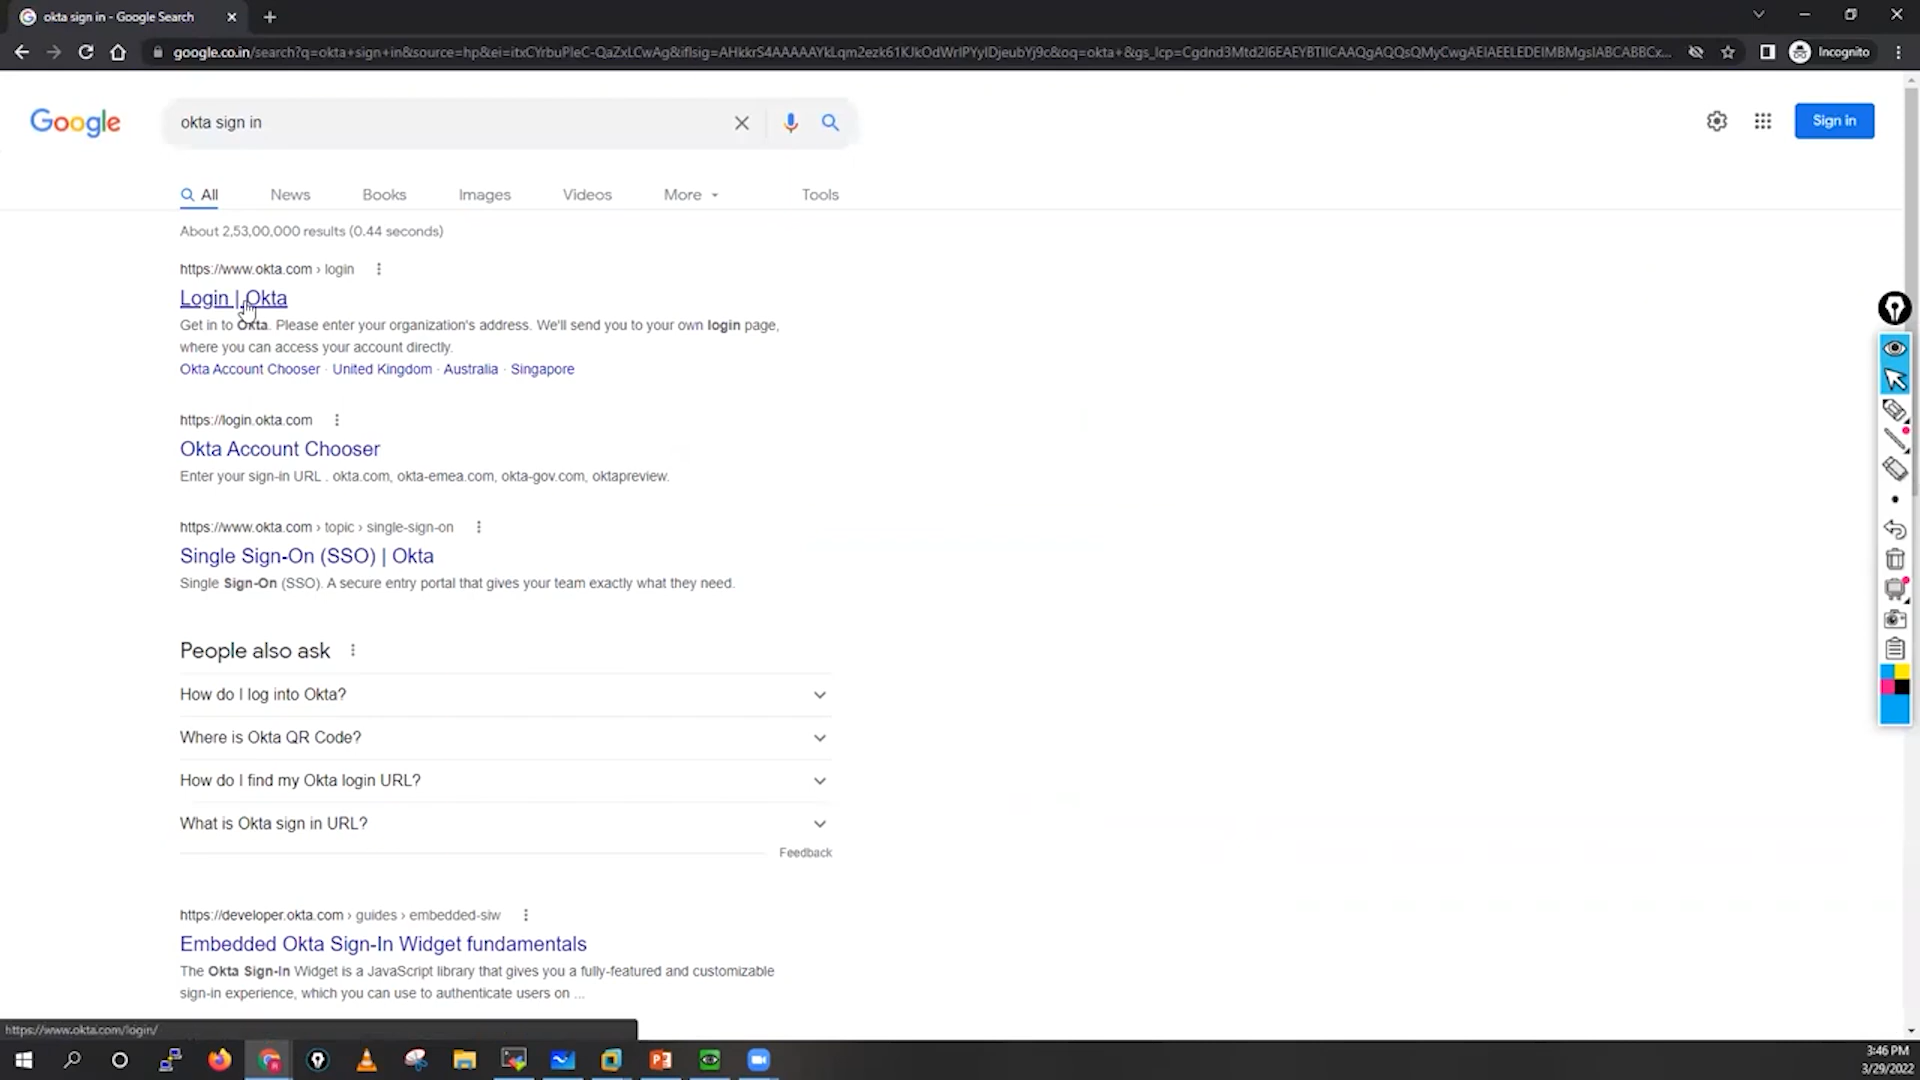 okta sign in - Google Search
google.co.in/search?q=okta+sign+in&source=hp&ei=itxCYrbuPIeC-QaZxLCwAg&iflsig=AHkkrS4AAAAAYkLqm2ezk61KJkOdWrIPYyIDjeubYj9c&oq=okta+&gs_lcp=Cgdnd3Mtd2l6EAEYBTIICAAQgAQQsQMyCwgAEIAEELEDEIMBMgsIABCABBCx...
Incognito
Google
okta sign in
Sign in
All News Books Images Videos More Tools
About 2,53,00,000 results (0.44 seconds)
https://www.okta.com › login
Login | Okta
Get in to Okta. Please enter your organization's address. We'll send you to your own login page,
where you can access your account directly.
Okta Account Chooser · United Kingdom · Australia · Singapore
https://login.okta.com
Okta Account Chooser
Enter your sign-in URL . okta.com, okta-emea.com, okta-gov.com, oktapreview.
https://www.okta.com › topic › single-sign-on
Single Sign-On (SSO) | Okta
Single Sign-On (SSO). A secure entry portal that gives your team exactly what they need.
People also ask
How do I log into Okta?
Where is Okta QR Code?
How do I find my Okta login URL?
What is Okta sign in URL?
Feedback
https://developer.okta.com › guides › embedded-siw
Embedded Okta Sign-In Widget fundamentals
The Okta Sign-In Widget is a JavaScript library that gives you a fully-featured and customizable
sign-in experience, which you can use to authenticate users on ...
https://www.okta.com/login/
3:46 PM
3/29/2022